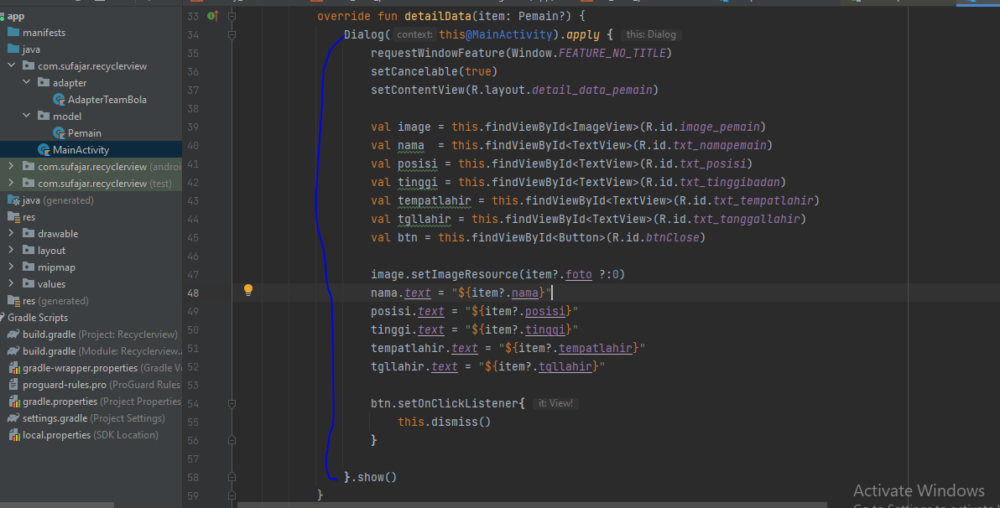 app
manifests
java
com.sufajar.recyclerview
adapter
AdapterTeamBola
model
Pemain
MainActivity
com.sufajar.recyclerview (androi
com.sufajar.recyclerview (test)
java (generated)
res
drawable
layout
mipmap
values
res (generated)
Gradle Scripts
build.gradle (Project: Recyclerview)
build.gradle (Module: Recyclerview.a
gradle-wrapper.properties (Gradle Ve
proguard-rules.pro (ProGuard Rules
gradle.properties (Project Properties
settings.gradle (Project Settings)
local.properties (SDK Location)
33 override fun detailData(item: Pemain?) {
34 Dialog( context: this@MainActivity).apply { this: Dialog
35 requestWindowFeature(Window.FEATURE_NO_TITLE)
36 setCancelable(true)
37 setContentView(R.layout.detail_data_pemain)
38
39 val image = this.findViewById<ImageView>(R.id.image_pemain)
40 val nama = this.findViewById<TextView>(R.id.txt_namapemain)
41 val posisi = this.findViewById<TextView>(R.id.txt_posisi)
42 val tinggi = this.findViewById<TextView>(R.id.txt_tinggibadan)
43 val tempatlahir = this.findViewById<TextView>(R.id.txt_tempatlahir)
44 val tgllahir = this.findViewById<TextView>(R.id.txt_tanggallahir)
45 val btn = this.findViewById<Button>(R.id.btnClose)
46
47 image.setImageResource(item?.foto ?:0)
48 nama.text = "${item?.nama}"
49 posisi.text = "${item?.posisi}"
50 tinggi.text = "${item?.tinggi}"
51 tempatlahir.text = "${item?.tempatlahir}"
52 tgllahir.text = "${item?.tgllahir}"
53
54 btn.setOnClickListener{ it: View!
55 this.dismiss()
56 }
57
58 }.show()
59 }
Activate Windows